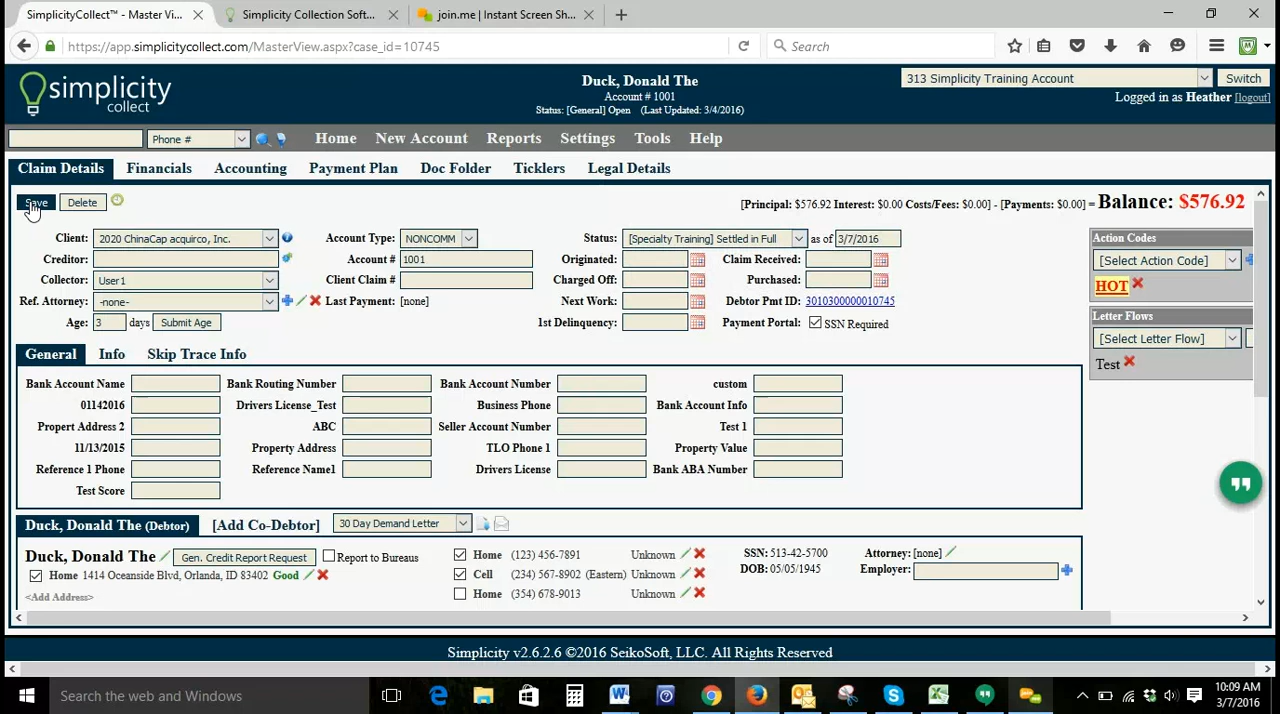 SimplicityCollect™ - Master Vi...
Simplicity Collection Soft...
join.me | Instant Screen Sh...
https://app.simplicitycollect.com/MasterView.aspx?case_id=10745
Search
simplicity collect
Duck, Donald The
Account # 1001
Status: [General] Open (Last Updated: 3/4/2016)
313 Simplicity Training Account
Switch
Logged in as Heather [logout]
Phone #
Home New Account Reports Settings Tools Help
Claim Details Financials Accounting Payment Plan Doc Folder Ticklers Legal Details
Save Delete
[Principal: $576.92 Interest: $0.00 Costs/Fees: $0.00] - [Payments: $0.00] = Balance: $576.92
Client: 2020 ChinaCap acquirco, Inc. Account Type: NONCOMM Status: [Specialty Training] Settled in Full as of 3/7/2016
Creditor: Account # 1001 Originated: Claim Received:
Collector: User1 Client Claim # Charged Off: Purchased:
Ref. Attorney: -none- Last Payment: [none] Next Work: Debtor Pmt ID: 3010300000010745
Age: 3 days Submit Age 1st Delinquency: Payment Portal: SSN Required
Action Codes
[Select Action Code]
HOT
Letter Flows
[Select Letter Flow]
Test
General Info Skip Trace Info
Bank Account Name Bank Routing Number Bank Account Number custom
01142016 Drivers License_Test Business Phone Bank Account Info
Propert Address 2 ABC Seller Account Number Test 1
11/13/2015 Property Address TLO Phone 1 Property Value
Reference 1 Phone Reference Name1 Drivers License Bank ABA Number
Test Score
Duck, Donald The (Debtor) [Add Co-Debtor] 30 Day Demand Letter
Duck, Donald The Gen. Credit Report Request Report to Bureaus
Home 1414 Oceanside Blvd, Orlanda, ID 83402 Good
<Add Address>
Home (123) 456-7891 Unknown
Cell (234) 567-8902 (Eastern) Unknown
Home (354) 678-9013 Unknown
SSN: 513-42-5700
DOB: 05/05/1945
Attorney: [none]
Employer:
Simplicity v2.6.2.6 ©2016 SeikoSoft, LLC. All Rights Reserved
Search the web and Windows
10:09 AM
3/7/2016